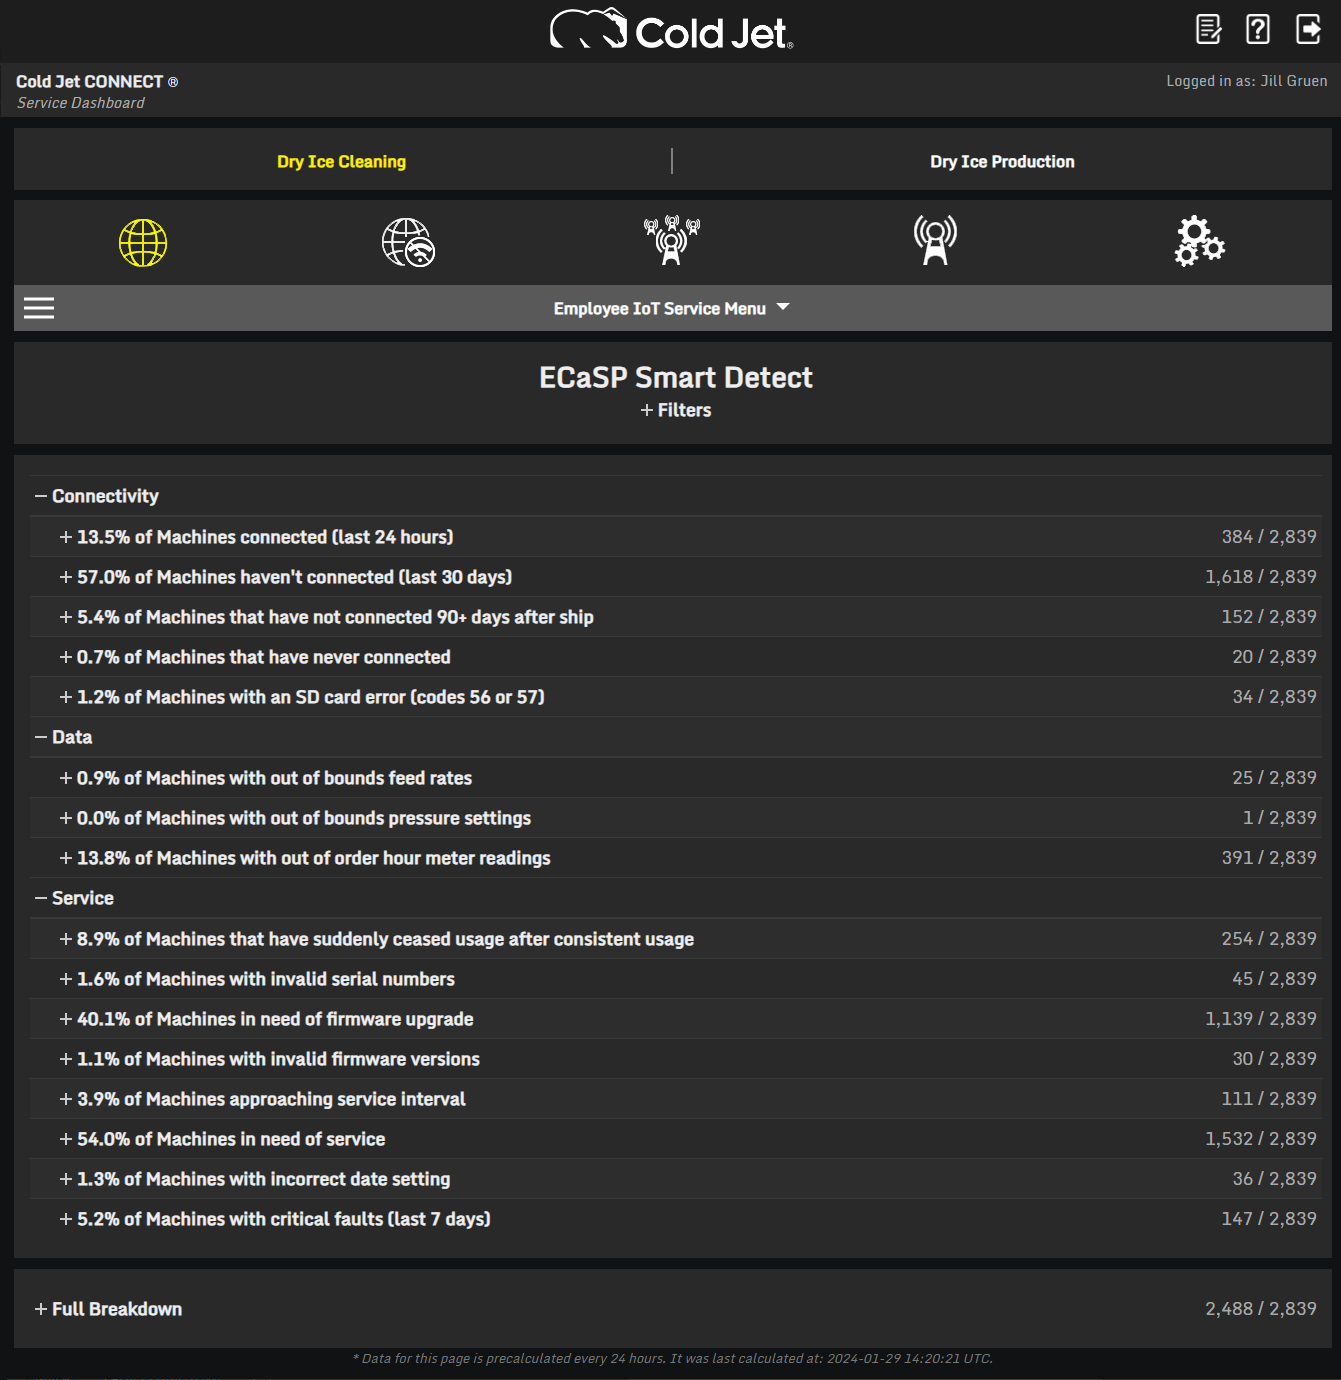 Cold Jet®
Cold Jet CONNECT ®
Logged in as: Jill Gruen
Service Dashboard
Dry Ice Cleaning
Dry Ice Production
Employee IoT Service Menu
ECaSP Smart Detect
+ Filters
− Connectivity
+ 13.5% of Machines connected (last 24 hours) 384 / 2,839
+ 57.0% of Machines haven't connected (last 30 days) 1,618 / 2,839
+ 5.4% of Machines that have not connected 90+ days after ship 152 / 2,839
+ 0.7% of Machines that have never connected 20 / 2,839
+ 1.2% of Machines with an SD card error (codes 56 or 57) 34 / 2,839
− Data
+ 0.9% of Machines with out of bounds feed rates 25 / 2,839
+ 0.0% of Machines with out of bounds pressure settings 1 / 2,839
+ 13.8% of Machines with out of order hour meter readings 391 / 2,839
− Service
+ 8.9% of Machines that have suddenly ceased usage after consistent usage 254 / 2,839
+ 1.6% of Machines with invalid serial numbers 45 / 2,839
+ 40.1% of Machines in need of firmware upgrade 1,139 / 2,839
+ 1.1% of Machines with invalid firmware versions 30 / 2,839
+ 3.9% of Machines approaching service interval 111 / 2,839
+ 54.0% of Machines in need of service 1,532 / 2,839
+ 1.3% of Machines with incorrect date setting 36 / 2,839
+ 5.2% of Machines with critical faults (last 7 days) 147 / 2,839
+ Full Breakdown 2,488 / 2,839
* Data for this page is precalculated every 24 hours. It was last calculated at: 2024-01-29 14:20:21 UTC.